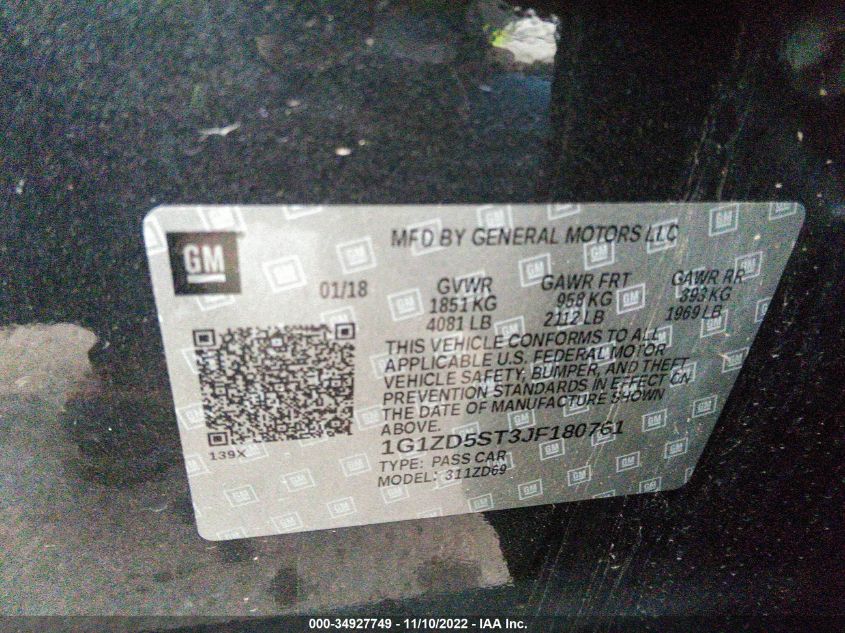 GM
MFD BY GENERAL MOTORS LLC
01/18 GVWR GAWR FRT GAWR RR
1851 KG 958 KG 393 KG
4081 LB 2112 LB 1969 LB
THIS VEHICLE CONFORMS TO ALL
APPLICABLE U.S. FEDERAL MOTOR
VEHICLE SAFETY, BUMPER, AND THEFT
PREVENTION STANDARDS IN EFFECT ON
THE DATE OF MANUFACTURE SHOWN
ABOVE.
1G1ZD5ST3JF180761
139X
TYPE: PASS CAR
MODEL: 311ZD69
000-34927749 - 11/10/2022 - IAA Inc.